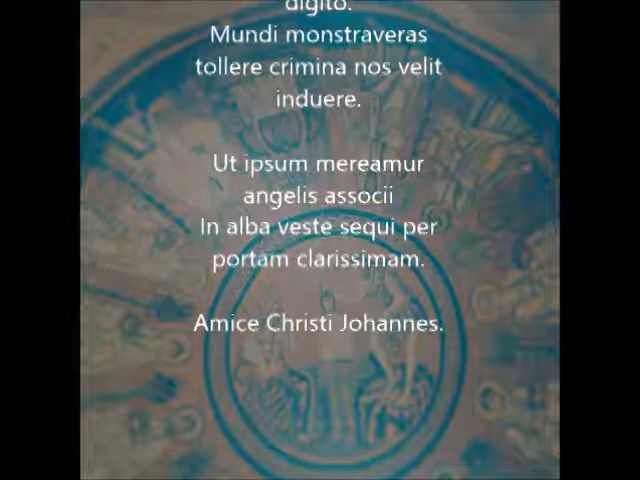 digito.
Mundi monstraveras
tollere crimina nos velit
induere.
Ut ipsum mereamur
angelis associi
In alba veste sequi per
portam clarissimam.
Amice Christi Johannes.